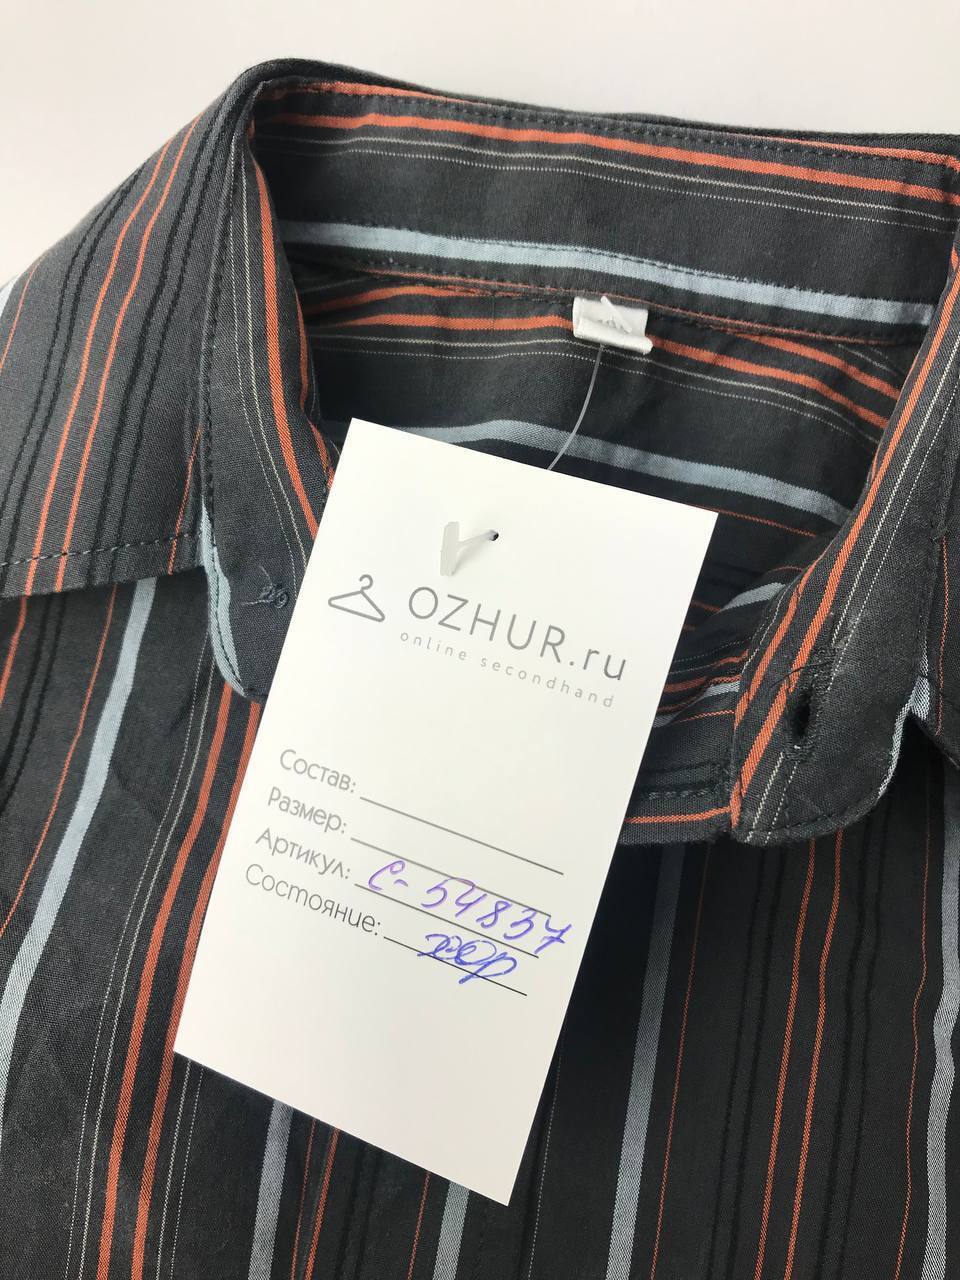 OZHUR.ru
online secondhand
Состав:
Размер:
Артикул: С-54837
Состояние: хор